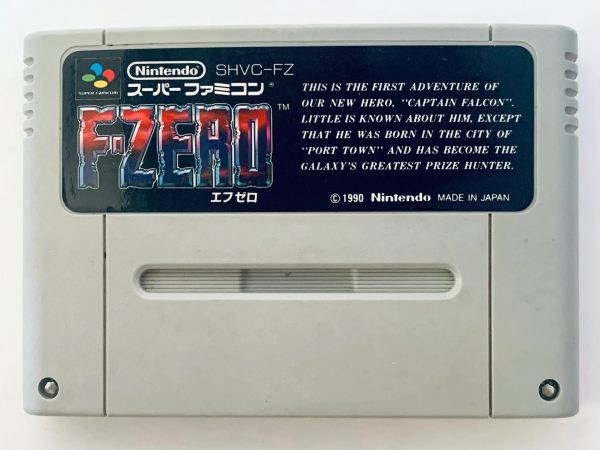 SUPER FAMICOM
Nintendo SHVC-FZ
スーパーファミコン®
F-ZERO™
エフゼロ
THIS IS THE FIRST ADVENTURE OF
OUR NEW HERO, "CAPTAIN FALCON".
LITTLE IS KNOWN ABOUT HIM, EXCEPT
THAT HE WAS BORN IN THE CITY OF
"PORT TOWN" AND HAS BECOME THE
GALAXY'S GREATEST PRIZE HUNTER.
©1990 Nintendo MADE IN JAPAN